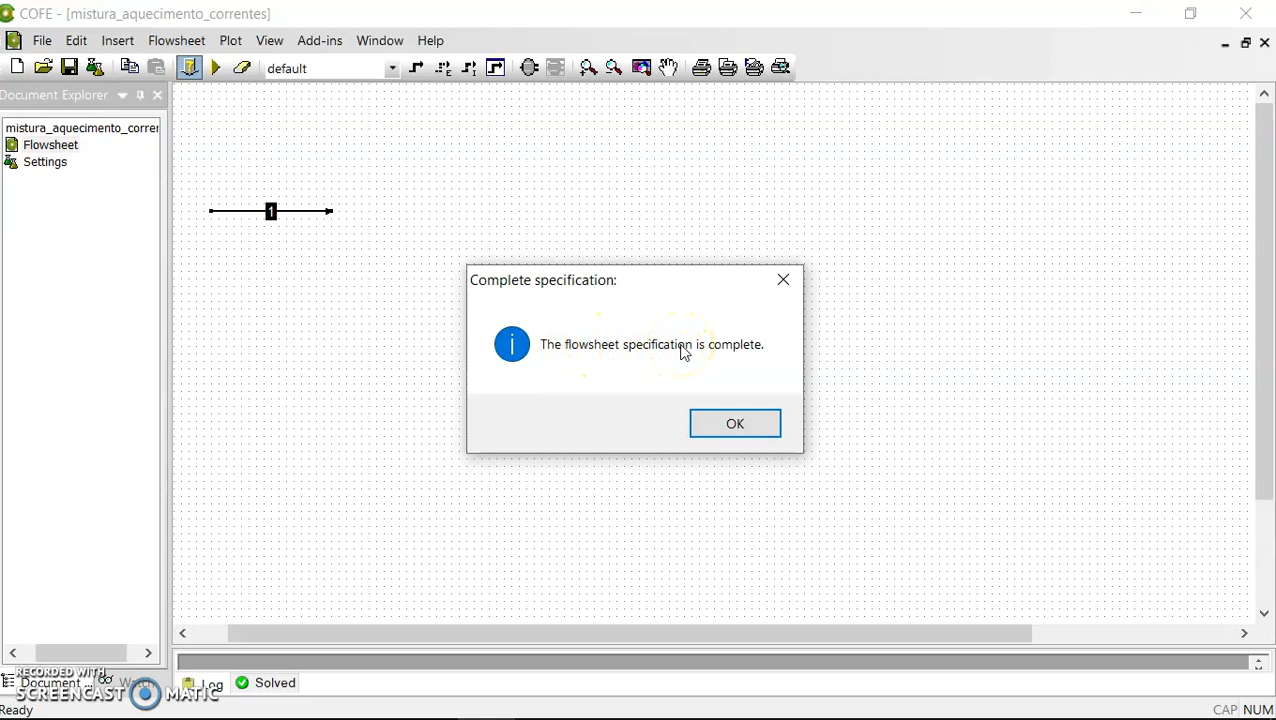 COFE - [mistura_aquecimento_correntes]
File Edit Insert Flowsheet Plot View Add-ins Window Help
default
Document Explorer
mistura_aquecimento_correr
Flowsheet
Settings
1
Complete specification:
i
The flowsheet specification is complete.
OK
RECORDED WITH
SCREENCAST MATIC
Document ...
Log
Solved
Ready
CAP NUM